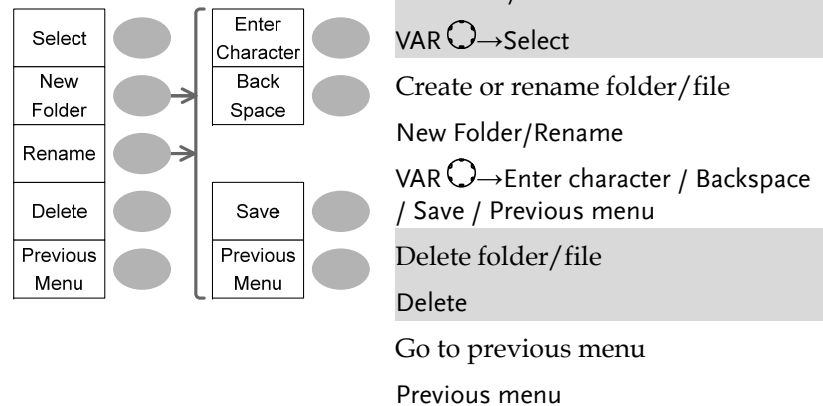 Select
New
Folder
Rename
Delete
Previous
Menu
Enter
Character
Back
Space
Save
Previous
Menu
VAR →Select
Create or rename folder/file
New Folder/Rename
VAR →Enter character / Backspace
/ Save / Previous menu
Delete folder/file
Delete
Go to previous menu
Previous menu